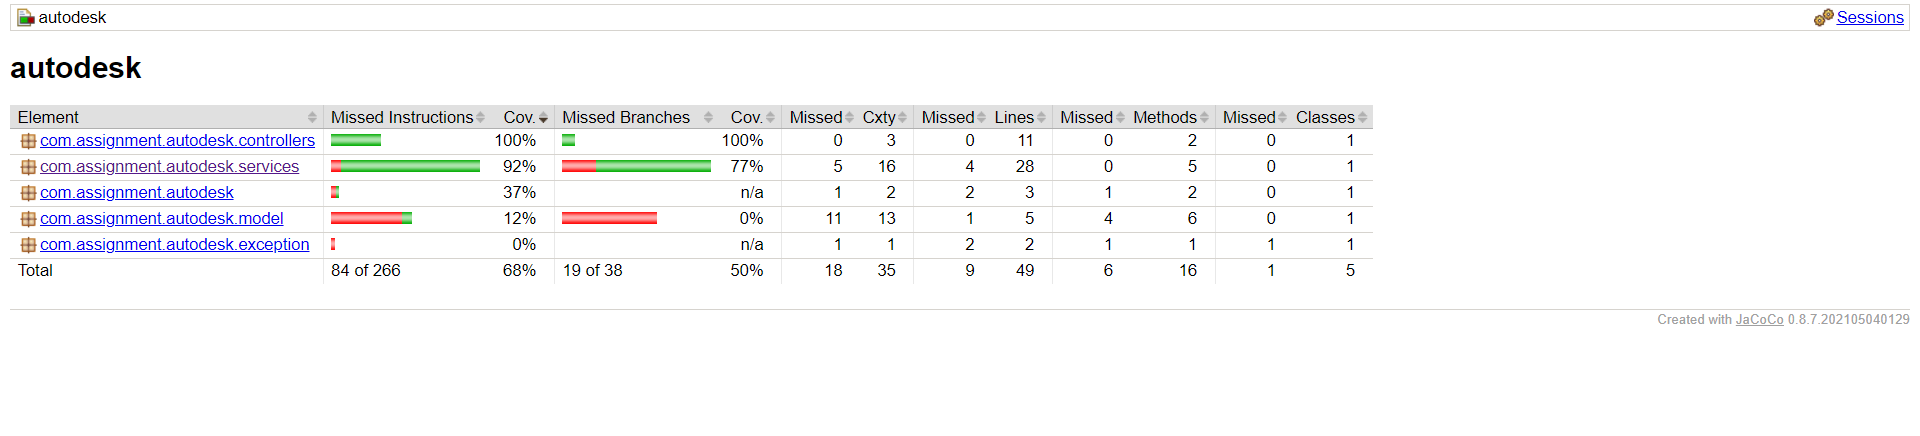 autodesk Sessions
autodesk
Element Missed Instructions Cov. Missed Branches Cov. Missed Cxty Missed Lines Missed Methods Missed Classes
com.assignment.autodesk.controllers 100% 100% 0 3 0 11 0 2 0 1
com.assignment.autodesk.services 92% 77% 5 16 4 28 0 5 0 1
com.assignment.autodesk 37% n/a 1 2 2 3 1 2 0 1
com.assignment.autodesk.model 12% 0% 11 13 1 5 4 6 0 1
com.assignment.autodesk.exception 0% n/a 1 1 2 2 1 1 1 1
Total 84 of 266 68% 19 of 38 50% 18 35 9 49 6 16 1 5
Created with JaCoCo 0.8.7.202105040129